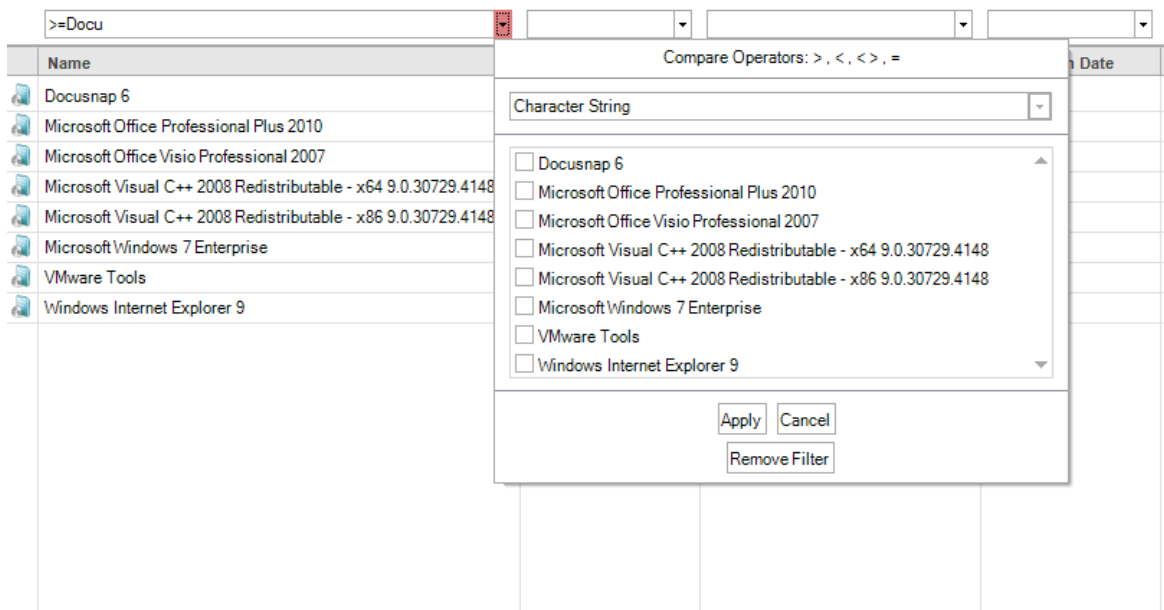 >=Docu
Compare Operators: > , < , < > , =
Name
Date
Docusnap 6
Microsoft Office Professional Plus 2010
Microsoft Office Visio Professional 2007
Microsoft Visual C++ 2008 Redistributable - x64 9.0.30729.4148
Microsoft Visual C++ 2008 Redistributable - x86 9.0.30729.4148
Microsoft Windows 7 Enterprise
VMware Tools
Windows Internet Explorer 9
Character String
Docusnap 6
Microsoft Office Professional Plus 2010
Microsoft Office Visio Professional 2007
Microsoft Visual C++ 2008 Redistributable - x64 9.0.30729.4148
Microsoft Visual C++ 2008 Redistributable - x86 9.0.30729.4148
Microsoft Windows 7 Enterprise
VMware Tools
Windows Internet Explorer 9
Apply Cancel
Remove Filter